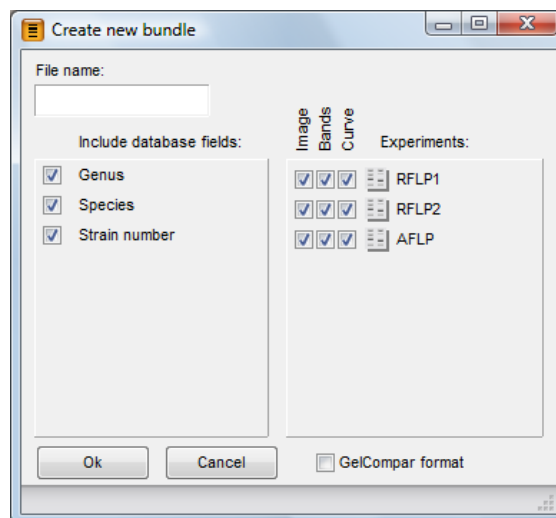 Create new bundle
File name:
Include database fields:
Image
Bands
Curve
Experiments:
Genus
Species
Strain number
RFLP1
RFLP2
AFLP
Ok
Cancel
GelCompar format